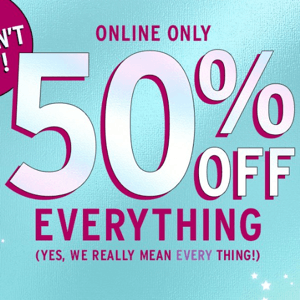 N'T
!
ONLINE ONLY
50% OFF
EVERYTHING
(YES, WE REALLY MEAN EVERY THING!)